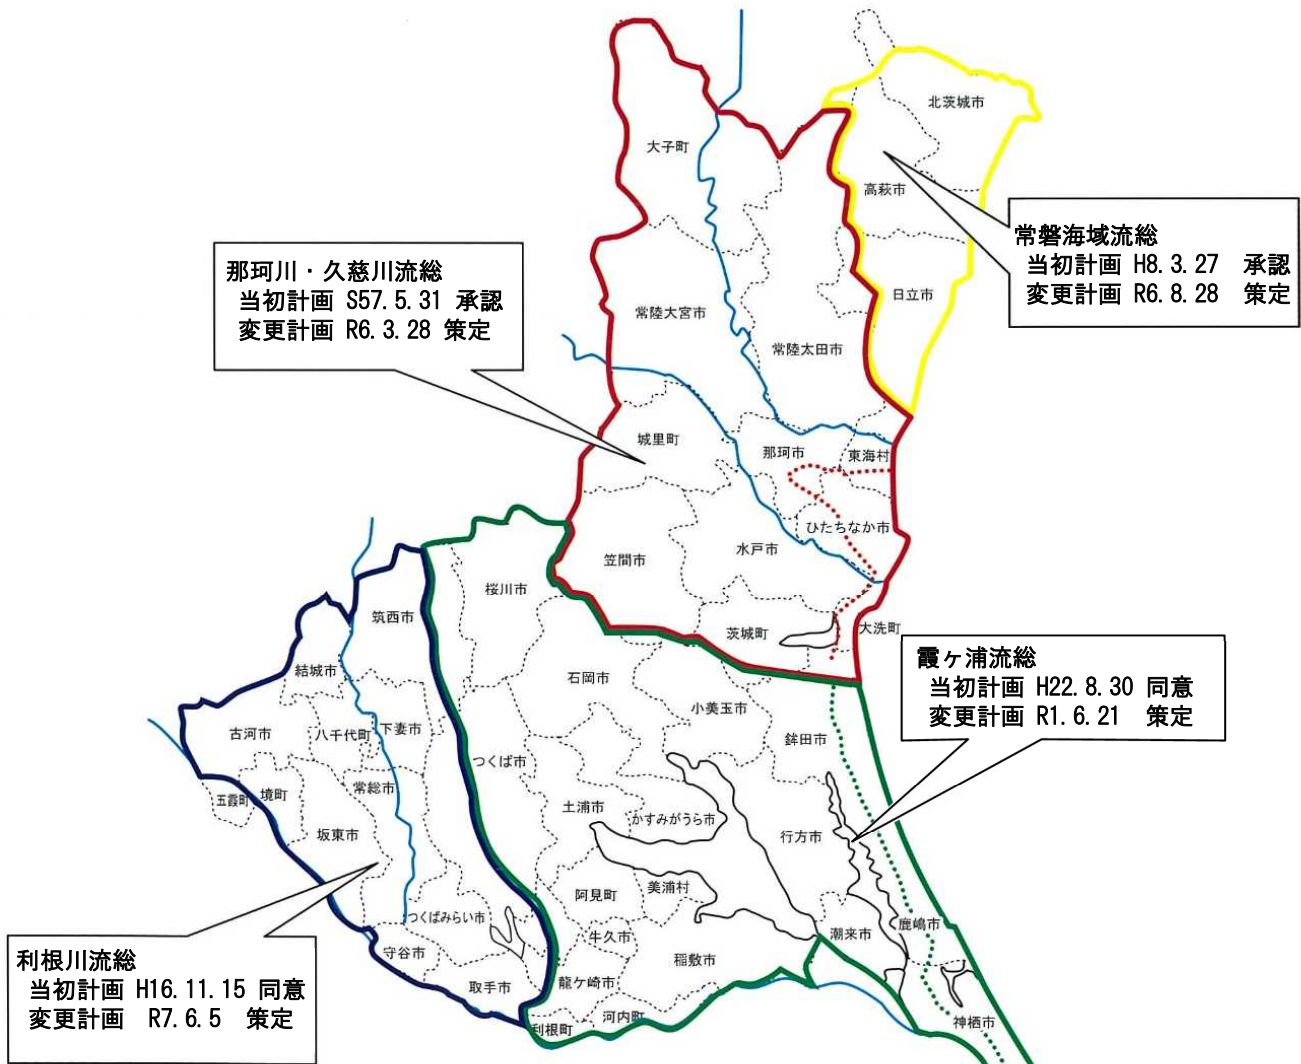 北茨城市
大子町
高萩市
常磐海域流総
当初計画 H8.3.27 承認
変更計画 R6.8.28 策定
那珂川・久慈川流総
当初計画 S57.5.31 承認
変更計画 R6.3.28 策定
日立市
常陸大宮市
常陸太田市
城里町
那珂市
東海村
ひたちなか市
水戸市
笠間市
桜川市
筑西市
茨城町
大洗町
霞ヶ浦流総
当初計画 H22.8.30 同意
変更計画 R1.6.21 策定
結城市
石岡市
小美玉市
鉾田市
古河市
八千代町
下妻市
つくば市
五霞町
境町
常総市
土浦市
かすみがうら市
行方市
坂東市
阿見町
美浦村
つくばみらい市
潮来市
鹿嶋市
守谷市
牛久市
稲敷市
利根川流総
当初計画 H16.11.15 同意
変更計画 R7.6.5 策定
取手市
龍ケ崎市
利根町
河内町
神栖市